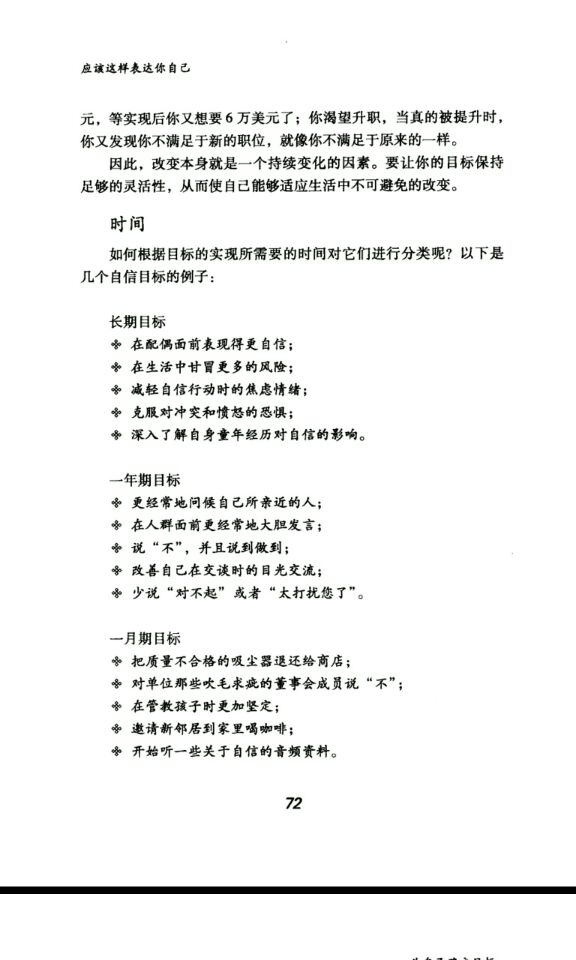 应该这样表达你自己
元，等实现后你又想要 6 万美元了；你渴望升职，当真的被提升时，
你又发现你不满足于新的职位，就像你不满足于原来的一样。
因此，改变本身就是一个持续变化的因素。要让你的目标保持
足够的灵活性，从而使自己能够适应生活中不可避免的改变。
时间
如何根据目标的实现所需要的时间对它们进行分类呢？以下是
几个自信目标的例子：
长期目标
❖ 在配偶面前表现得更自信；
❖ 在生活中甘冒更多的风险；
❖ 减轻自信行动时的焦虑情绪；
❖ 克服对冲突和愤怒的恐惧；
❖ 深入了解自身童年经历对自信的影响。
一年期目标
❖ 更经常地问候自己所亲近的人；
❖ 在人群面前更经常地大胆发言；
❖ 说“不”，并且说到做到；
❖ 改善自己在交谈时的目光交流；
❖ 少说“对不起”或者“太打扰您了”。
一月期目标
❖ 把质量不合格的吸尘器退还给商店；
❖ 对单位那些吹毛求疵的董事会成员说“不”；
❖ 在管教孩子时更加坚定；
❖ 邀请新邻居到家里喝咖啡；
❖ 开始听一些关于自信的音频资料。
72